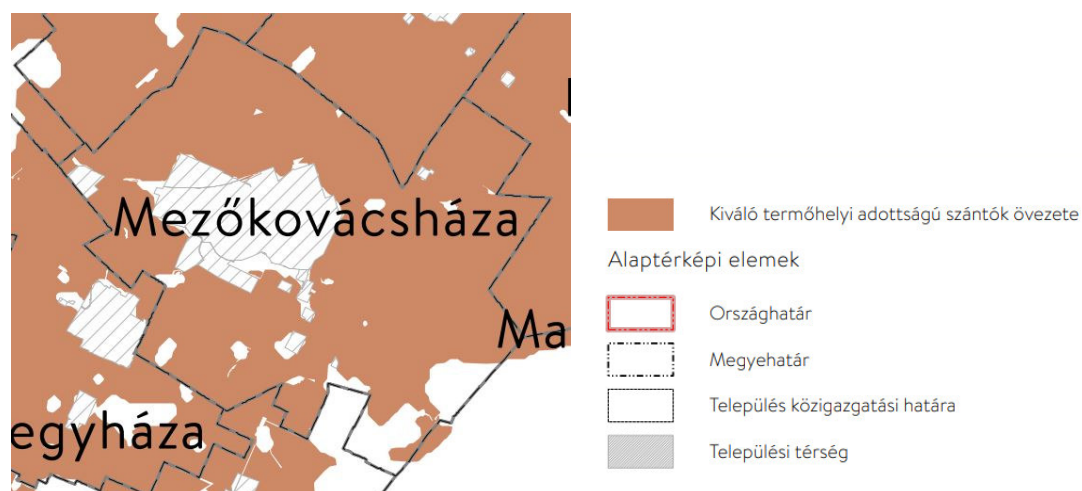 Mezőkovácsháza
Ma
egyháza
Kiváló termőhelyi adottságú szántók övezete
Alaptérképi elemek
Országhatár
Megyehatár
Település közigazgatási határa
Települési térség